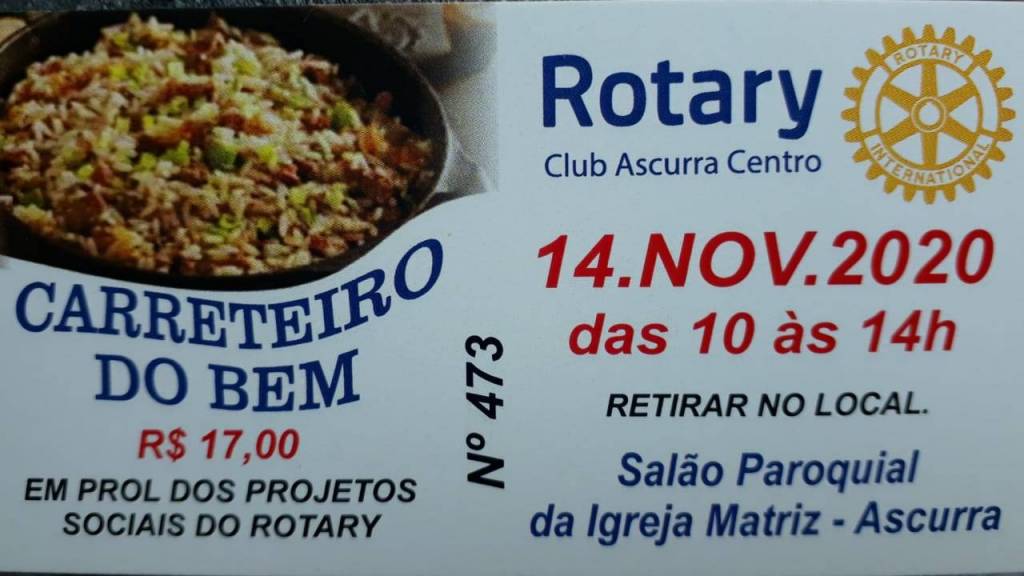 CARRETEIRO
DO BEM
R$ 17,00
EM PROL DOS PROJETOS
SOCIAIS DO ROTARY
Nº 473
Rotary
Club Ascurra Centro
ROTARY
INTERNATIONAL
14.NOV.2020
das 10 às 14h
RETIRAR NO LOCAL.
Salão Paroquial
da Igreja Matriz - Ascurra